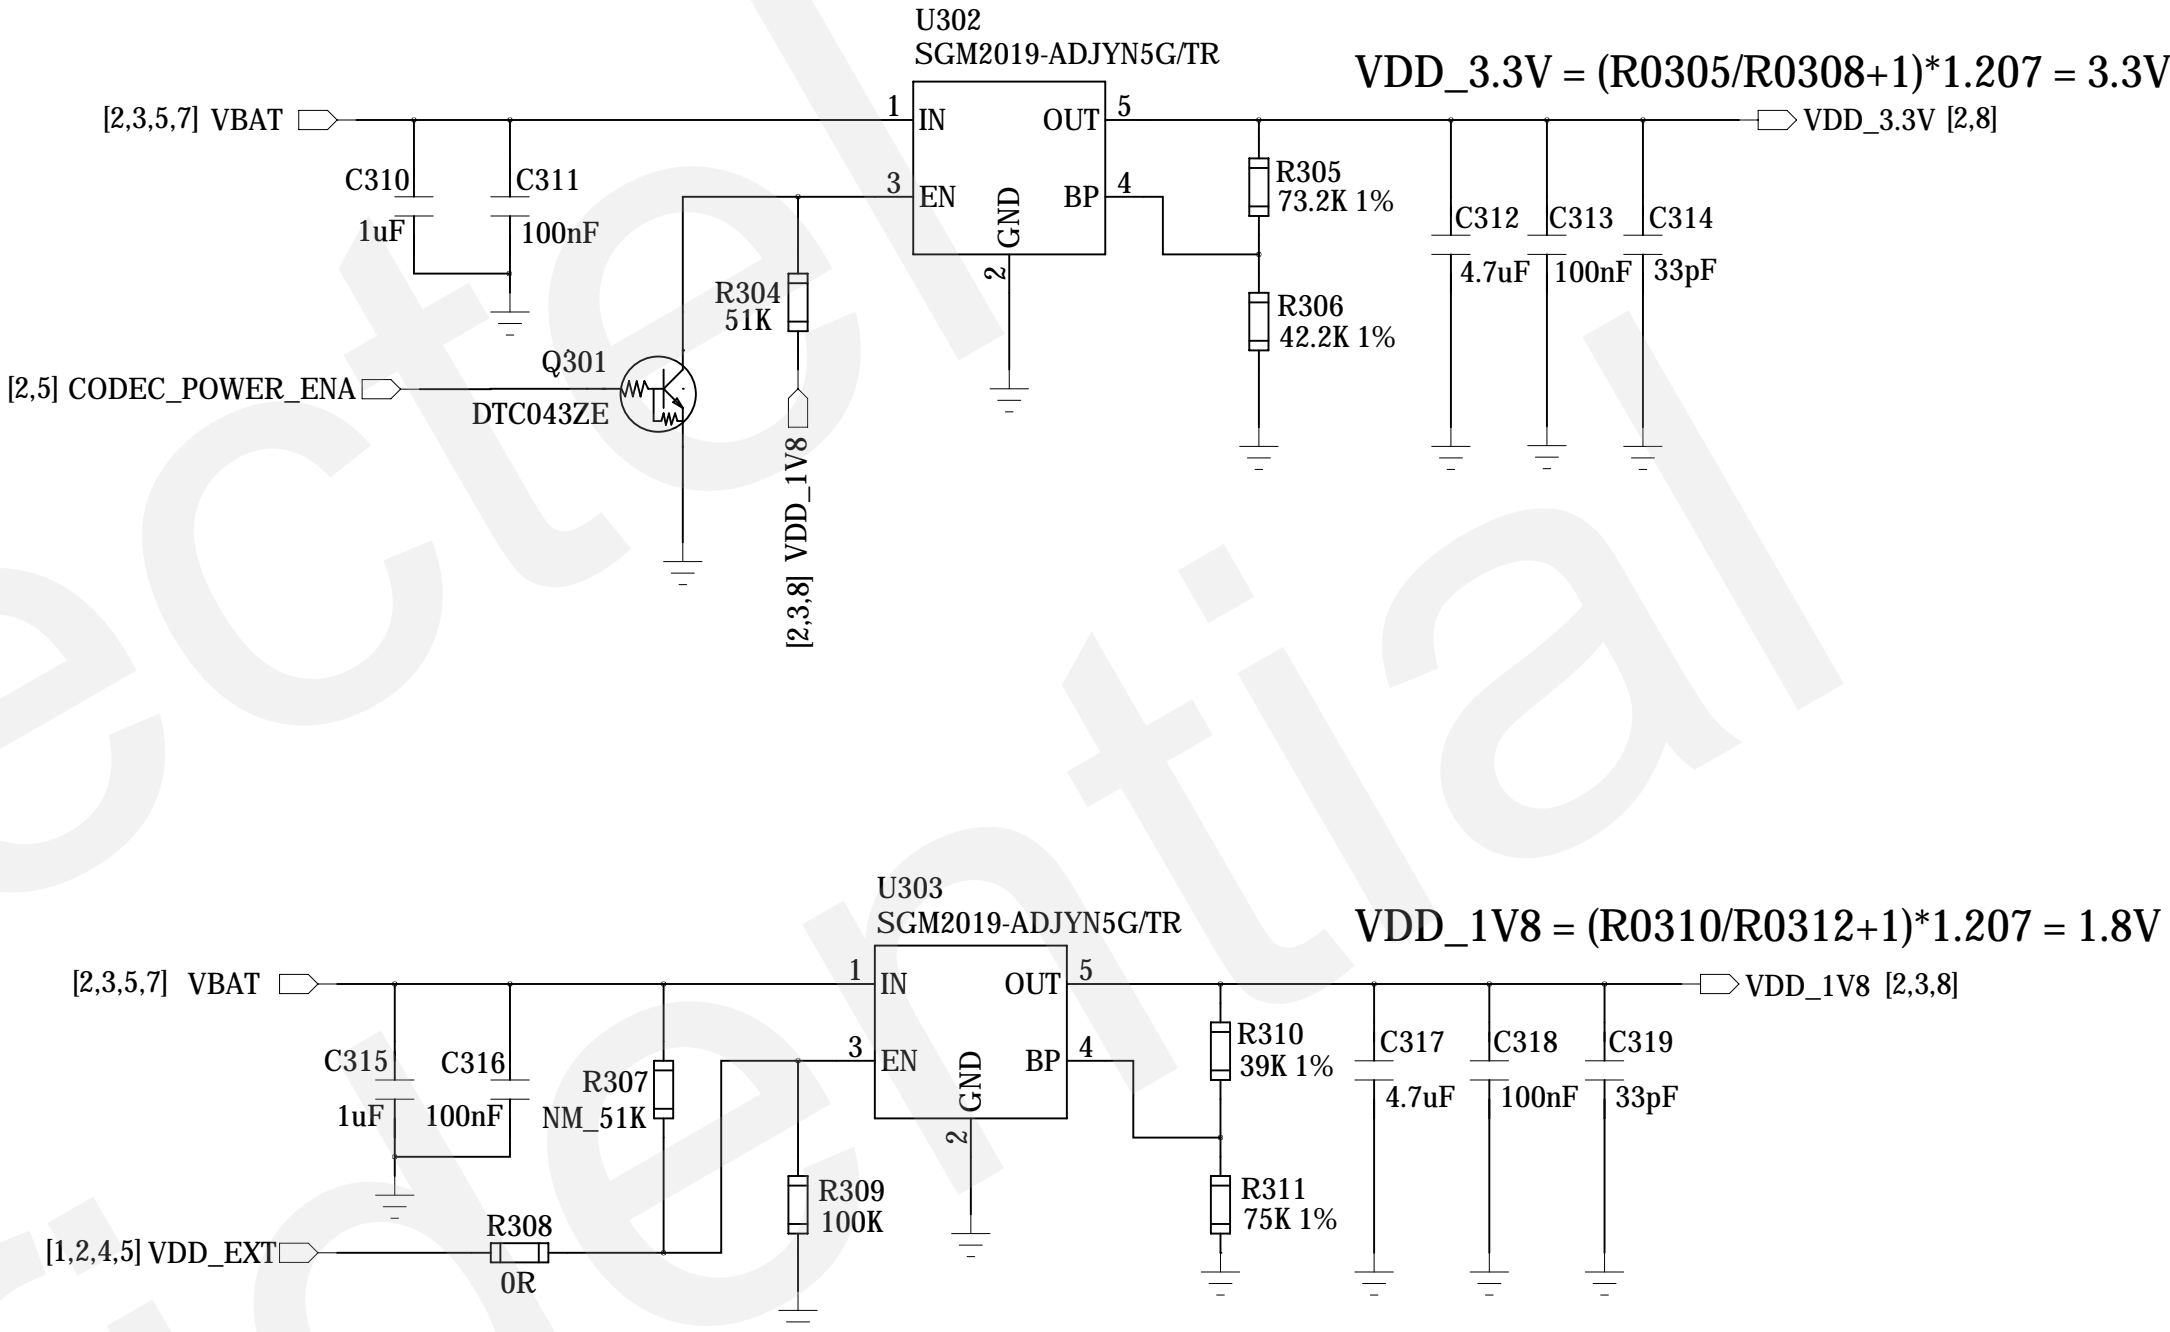 U302
SGM2019-ADJYN5G/TR
VDD_3.3V = (R0305/R0308+1)*1.207 = 3.3V
[2,3,5,7] VBAT
1
IN
OUT
5
VDD_3.3V [2,8]
C310
1uF
C311
100nF
3
EN
BP
4
GND
2
R305
73.2K 1%
R306
42.2K 1%
C312
4.7uF
C313
100nF
C314
33pF
R304
51K
Q301
DTC043ZE
[2,5] CODEC_POWER_ENA
[2,3,8] VDD_1V8
U303
SGM2019-ADJYN5G/TR
VDD_1V8 = (R0310/R0312+1)*1.207 = 1.8V
[2,3,5,7] VBAT
1
IN
OUT
5
VDD_1V8 [2,3,8]
C315
1uF
C316
100nF
R307
NM_51K
3
EN
BP
4
GND
2
R310
39K 1%
R311
75K 1%
C317
4.7uF
C318
100nF
C319
33pF
R309
100K
[1,2,4,5] VDD_EXT
R308
0R
ectel
idential